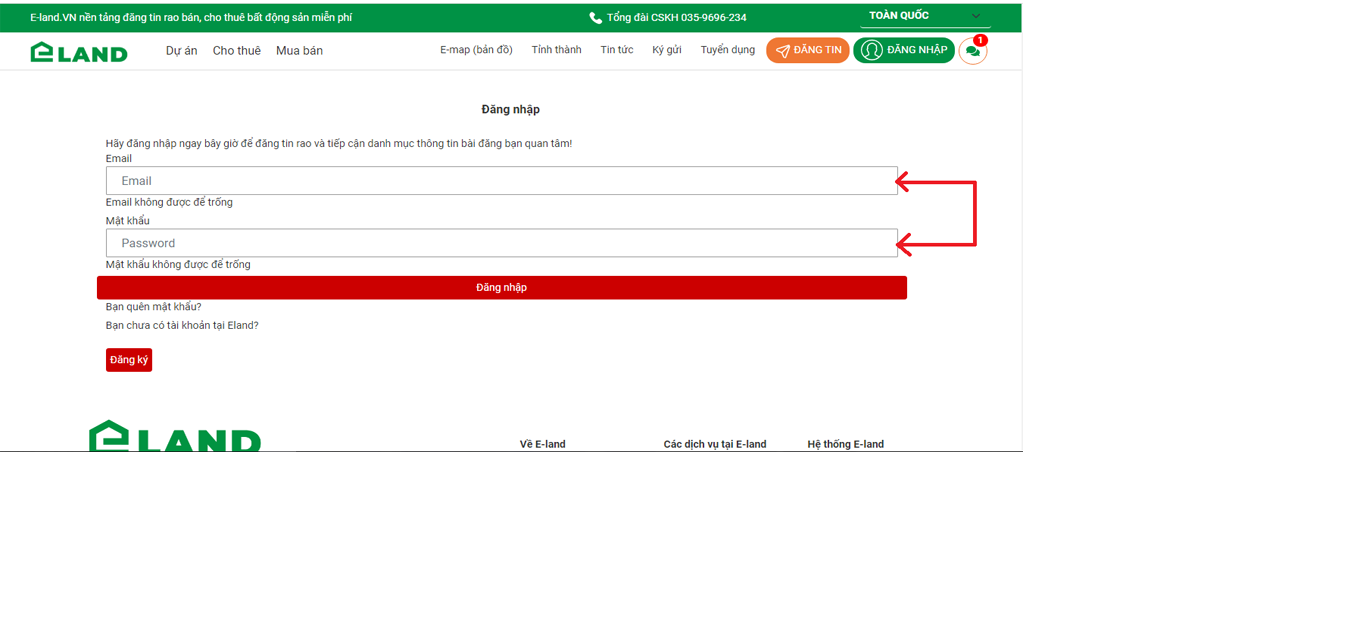 E-land.VN nền tảng đăng tin rao bán, cho thuê bất động sản miễn phí
Tổng đài CSKH 035-9696-234
TOÀN QUỐC
eLAND
Dự án
Cho thuê
Mua bán
E-map (bản đồ)
Tỉnh thành
Tin tức
Ký gửi
Tuyển dụng
ĐĂNG TIN
ĐĂNG NHẬP
1
Đăng nhập
Hãy đăng nhập ngay bây giờ để đăng tin rao và tiếp cận danh mục thông tin bài đăng bạn quan tâm!
Email
Email
Email không được để trống
Mật khẩu
Password
Mật khẩu không được để trống
Đăng nhập
Bạn quên mật khẩu?
Bạn chưa có tài khoản tại Eland?
Đăng ký
eLAND
Về E-land
Các dịch vụ tại E-land
Hệ thống E-land